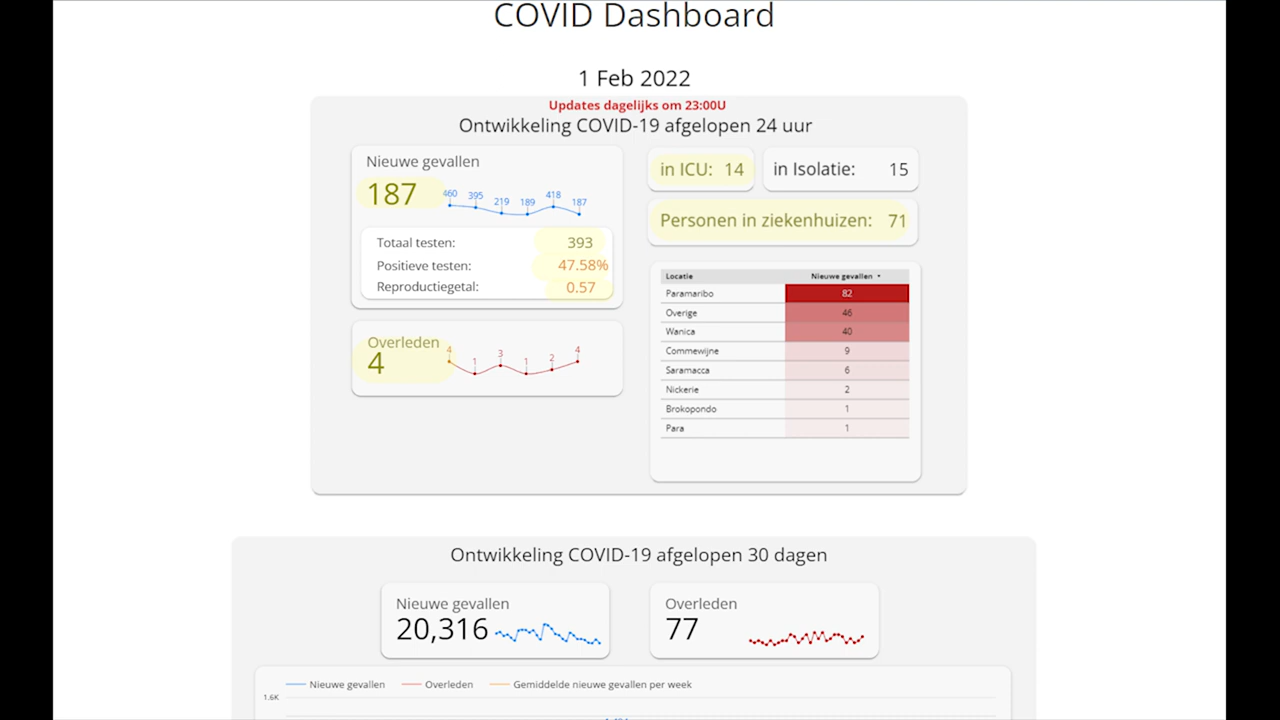 COVID Dashboard
1 Feb 2022
Updates dagelijks om 23:00U
Ontwikkeling COVID-19 afgelopen 24 uur
Nieuwe gevallen
187
460 395 219 189 418 187
Totaal testen: 393
Positieve testen: 47.58%
Reproductiegetal: 0.57
Overleden
4
4 1 3 1 2 4
in ICU: 14
in Isolatie: 15
Personen in ziekenhuizen: 71
Locatie Nieuwe gevallen
Paramaribo 82
Overige 46
Wanica 40
Commewijne 9
Saramacca 6
Nickerie 2
Brokopondo 1
Para 1
Ontwikkeling COVID-19 afgelopen 30 dagen
Nieuwe gevallen
20,316
Overleden
77
Nieuwe gevallen Overleden Gemiddelde nieuwe gevallen per week
1.6K